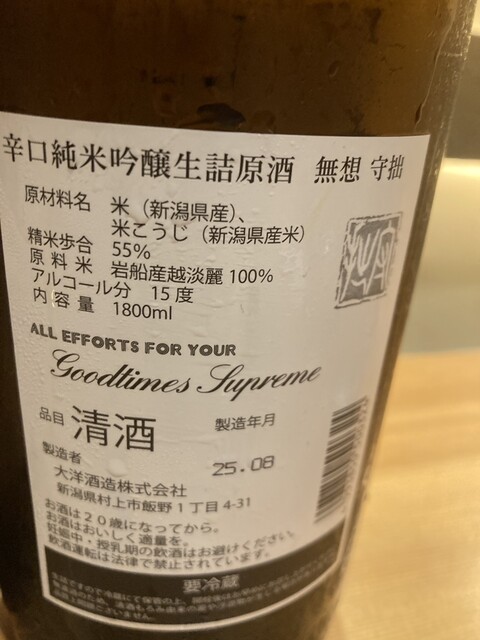 辛口純米吟醸生詰原酒 無想 守拙
原材料名 米（新潟県産）、
米こうじ（新潟県産米）
精米歩合 55%
原料米 岩船産越淡麗100%
アルコール分 15度
内容量 1800ml
ALL EFFORTS FOR YOUR
Goodtimes Supreme
品目 清酒 製造年月
25.08
製造者
大洋酒造株式会社
新潟県村上市飯野1丁目4-31
お酒は20歳になってから。
お酒はおいしく適量を。
妊娠中・授乳期の飲酒はお避けください。
飲酒運転は法律で禁止されています。
要冷蔵